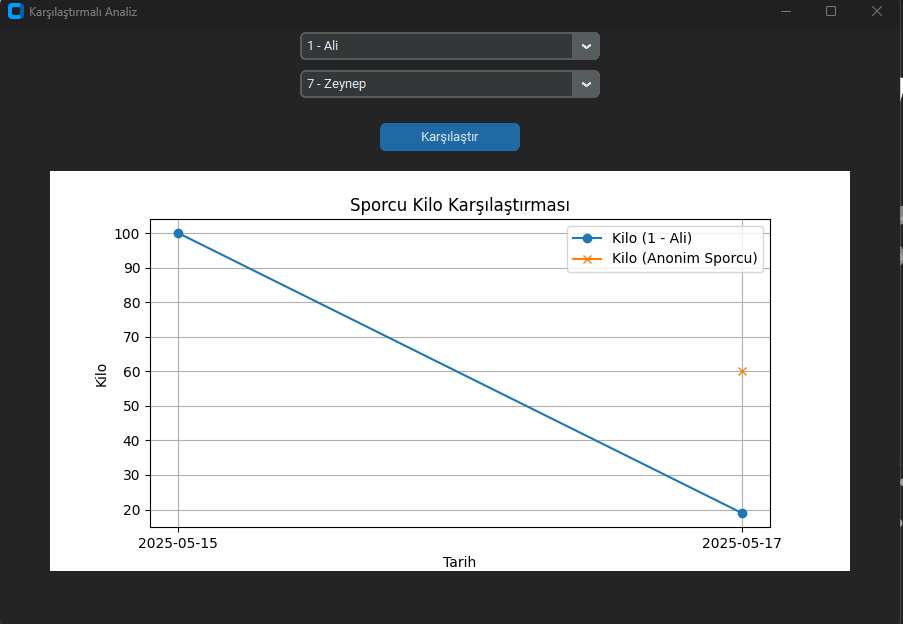 Karşılaştırmalı Analiz
1 - Ali
7 - Zeynep
Karşılaştır
Sporcu Kilo Karşılaştırması
Kilo (1 - Ali)
Kilo (Anonim Sporcu)
100
90
80
70
60
50
40
30
20
Kilo
2025-05-15
2025-05-17
Tarih